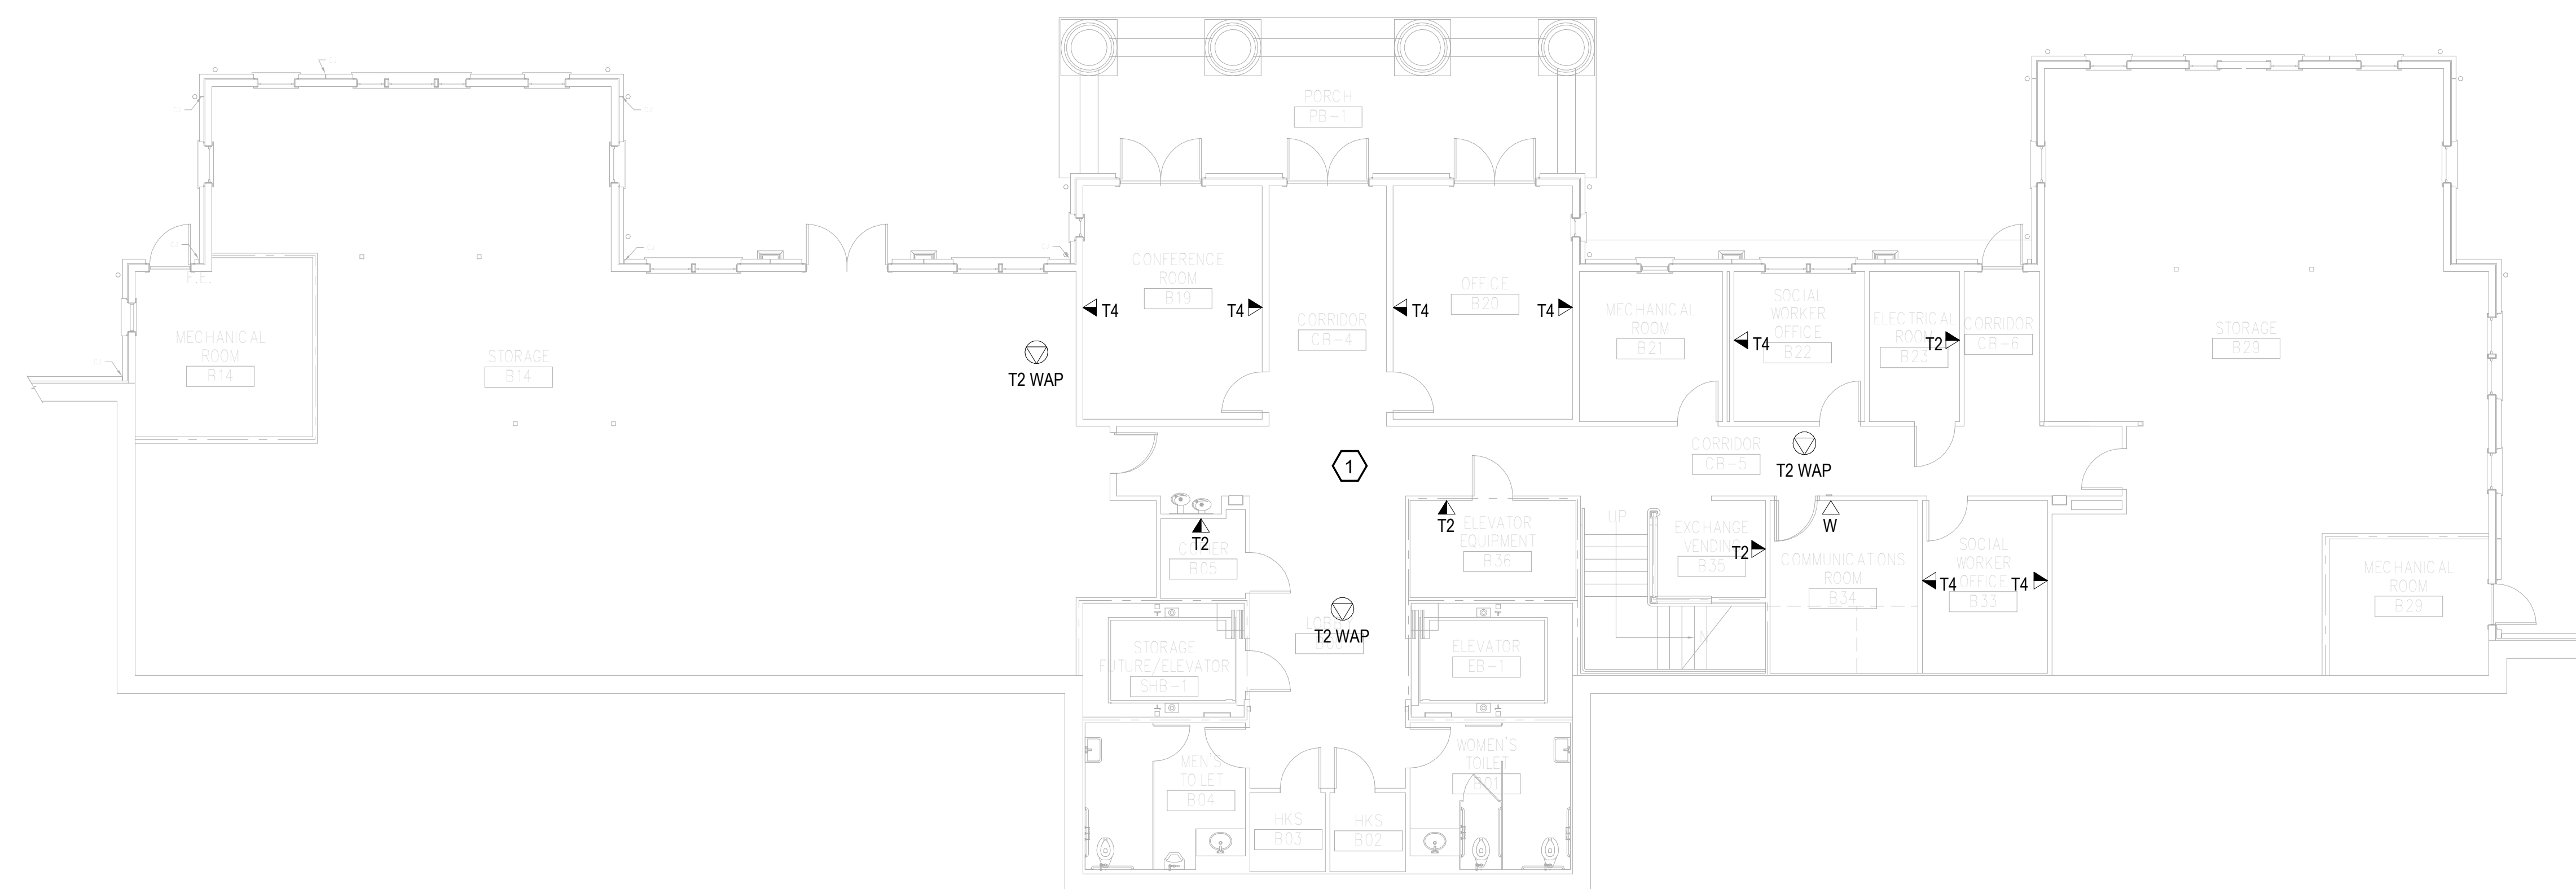 PORCH
PB-1
CONFERENCE
ROOM
B19
T4
T4
CORRIDOR
CB-4
OFFICE
B20
T4
T4
MECHANICAL
ROOM
B21
SOCIAL
WORKER
OFFICE
B22
T4
ELECTRICAL
ROOM
B23
T2
CORRIDOR
CB-6
STORAGE
B29
F.E.
MECHANICAL
ROOM
B14
STORAGE
B14
T2 WAP
1
CORRIDOR
CB-5
T2 WAP
T2
B05
T2
ELEVATOR
EQUIPMENT
B36
UP
EXCHANGE
VENDING
B35
T2
W
COMMUNICATIONS
ROOM
B34
SOCIAL
WORKER
OFFICE
B33
T4
T4
MECHANICAL
ROOM
B29
STORAGE
FUTURE/ELEVATOR
SHB-1
T2 WAP
ELEVATOR
EB-1
MEN'S
TOILET
B04
WOMEN'S
TOILET
B01
HKS
B03
HKS
B02